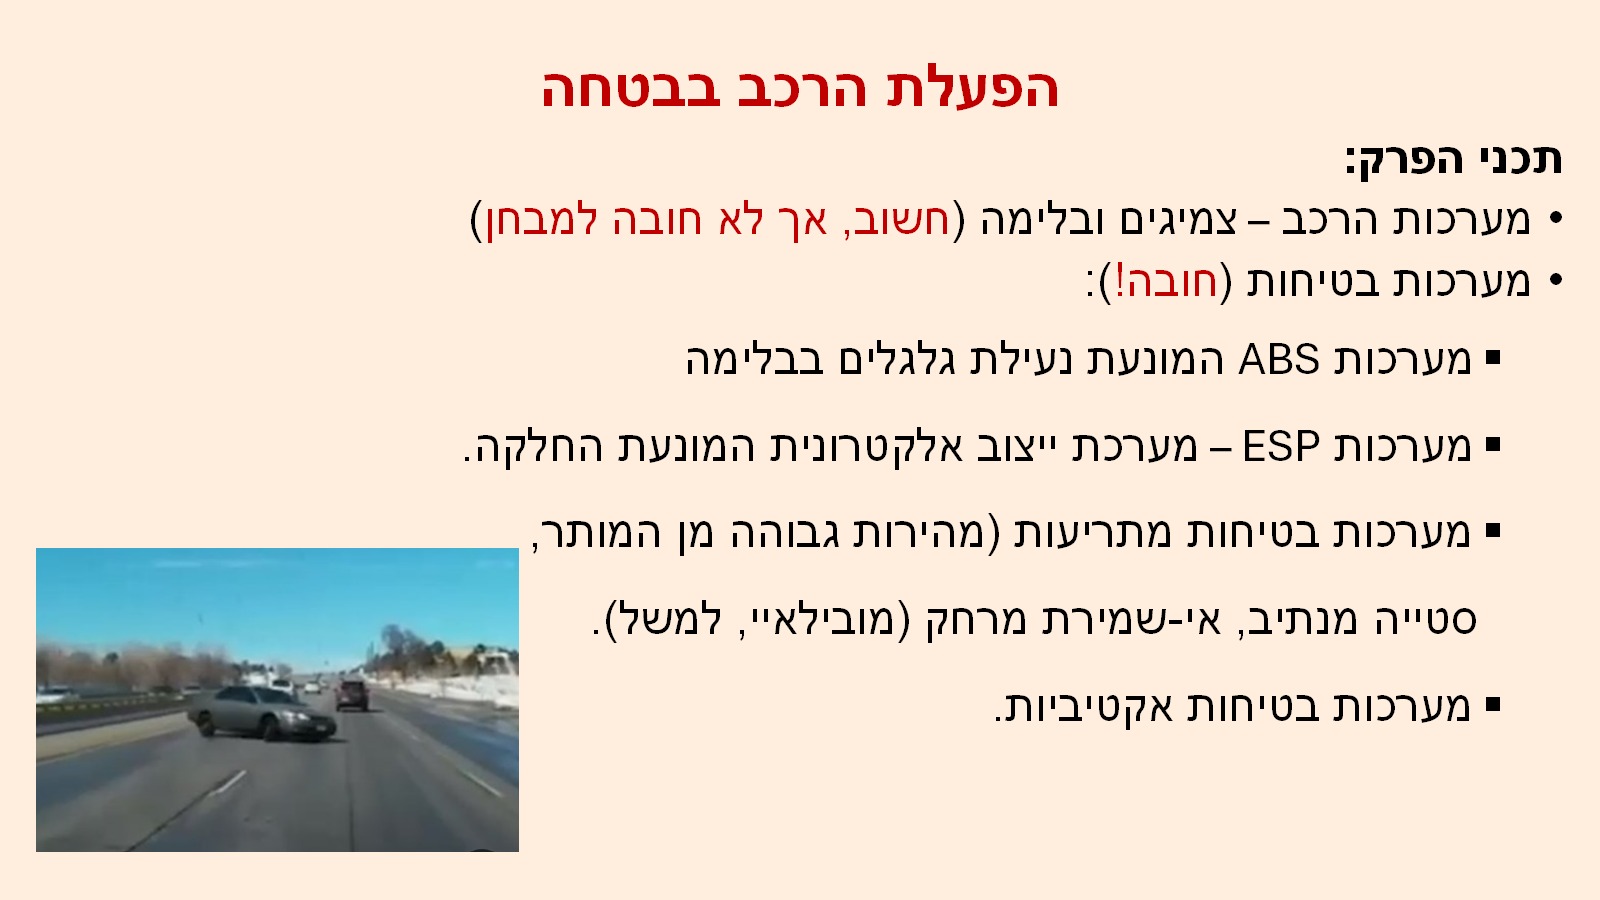 הפעלת הרכב בבטחה
תכני הפרק:
• מערכות הרכב – צמיגים ובלימה (חשוב, אך לא חובה למבחן)
• מערכות בטיחות (חובה!):
▪ מערכות ABS המונעת נעילת גלגלים בבלימה
▪ מערכות ESP – מערכת ייצוב אלקטרונית המונעת החלקה.
▪ מערכות בטיחות מתריעות (מהירות גבוהה מן המותר,
סטייה מנתיב, אי-שמירת מרחק (מובילאיי, למשל).
▪ מערכות בטיחות אקטיביות.